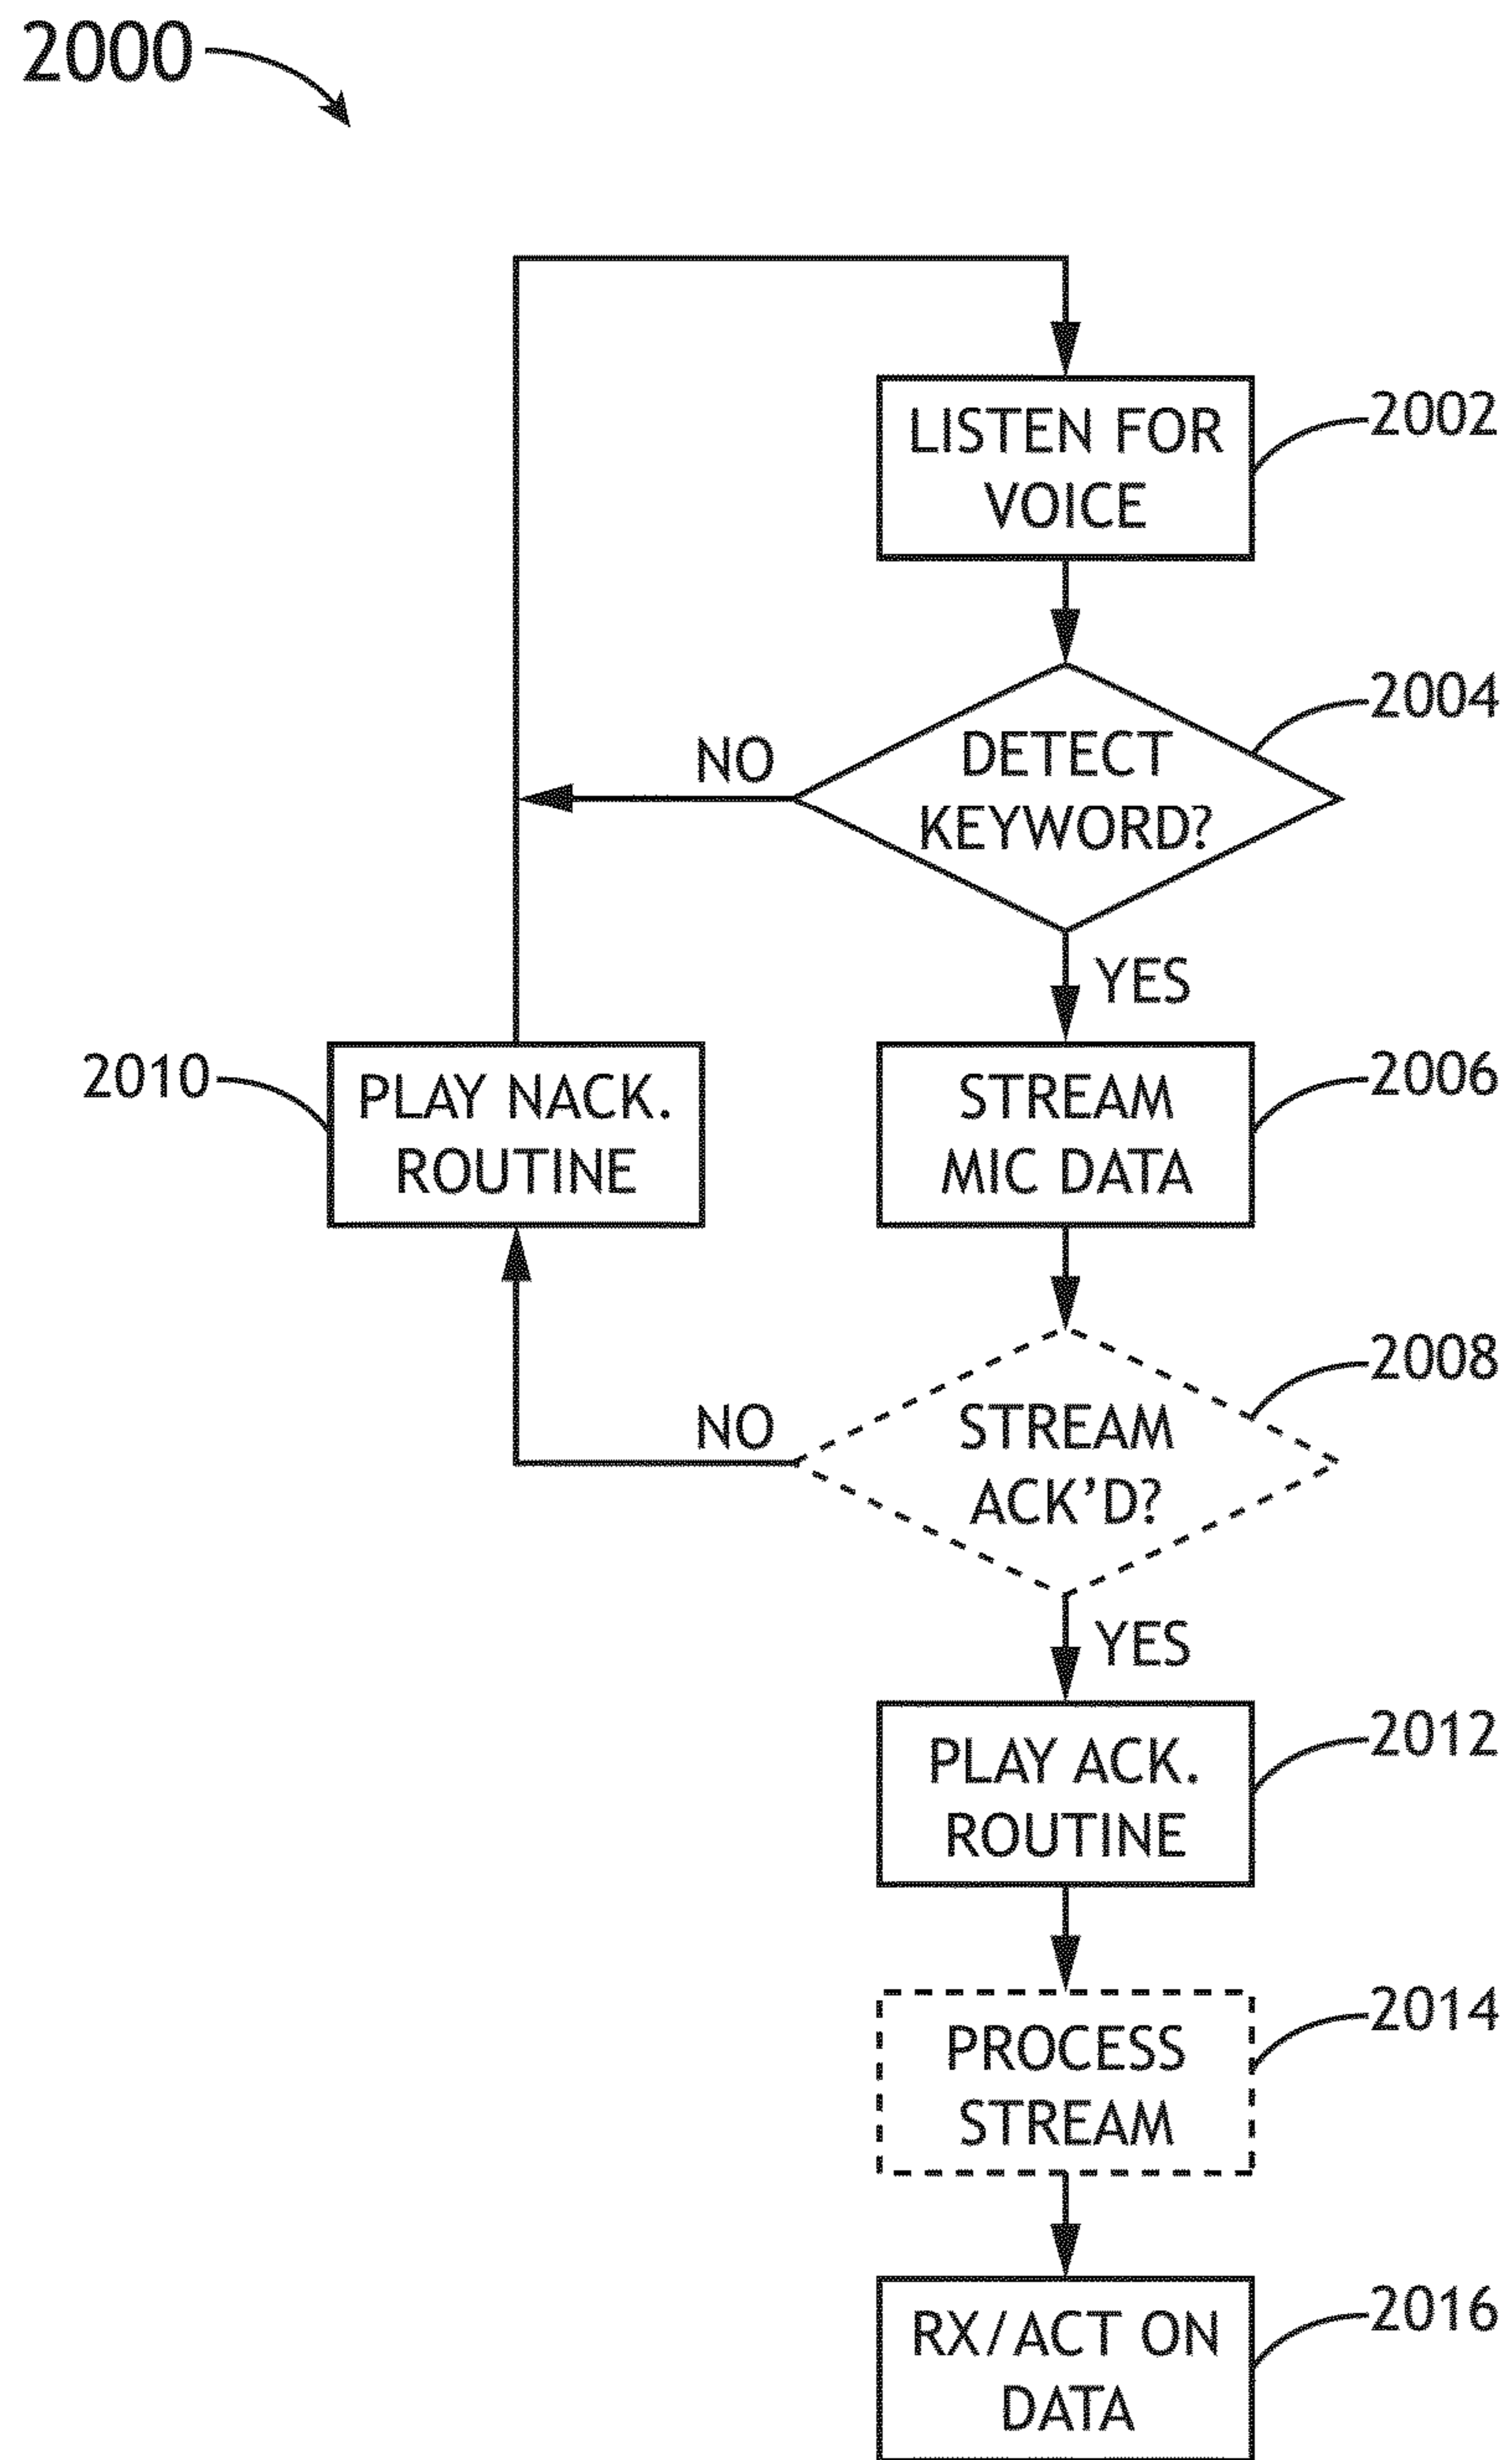 2000
LISTEN FOR
VOICE
2002
DETECT
KEYWORD?
2004
NO
YES
STREAM
MIC DATA
2006
2010
PLAY NACK.
ROUTINE
STREAM
ACK’D?
2008
NO
YES
PLAY ACK.
ROUTINE
2012
PROCESS
STREAM
2014
RX/ACT ON
DATA
2016